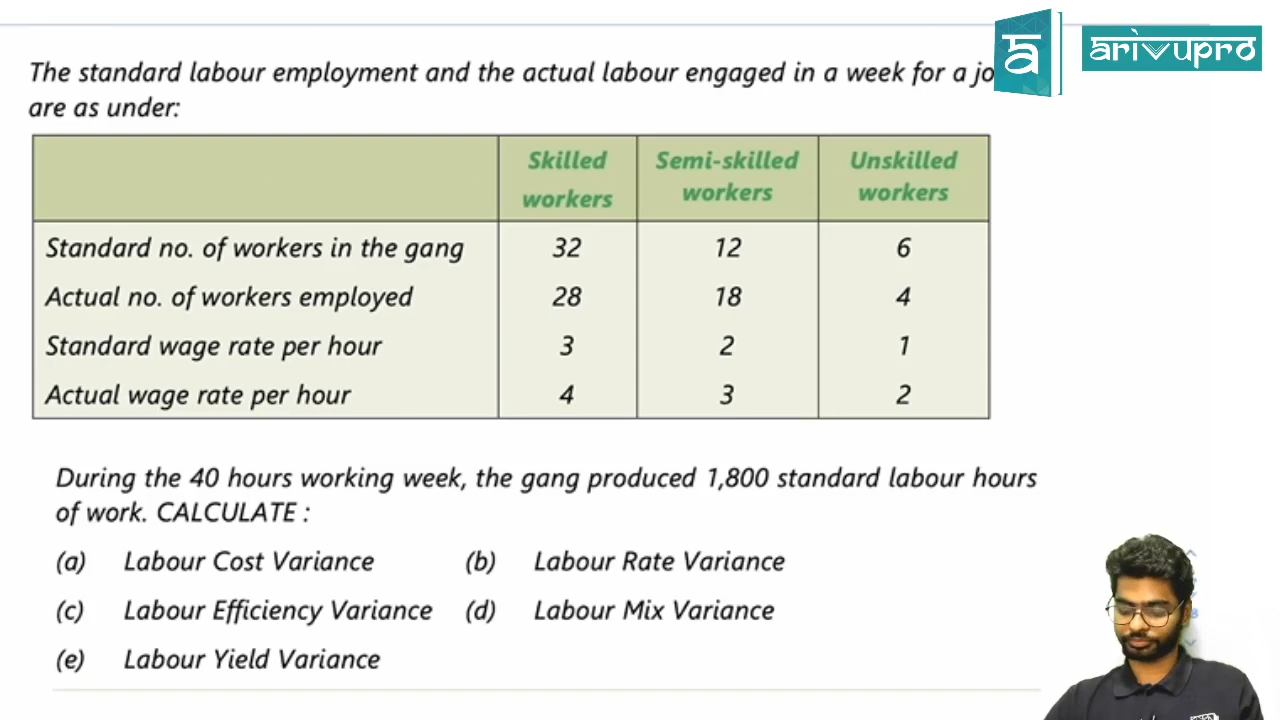 arivupro
The standard labour employment and the actual labour engaged in a week for a
are as under:
Skilled workers Semi-skilled workers Unskilled workers
Standard no. of workers in the gang 32 12 6
Actual no. of workers employed 28 18 4
Standard wage rate per hour 3 2 1
Actual wage rate per hour 4 3 2
During the 40 hours working week, the gang produced 1,800 standard labour hours
of work. CALCULATE :
(a) Labour Cost Variance (b) Labour Rate Variance
(c) Labour Efficiency Variance (d) Labour Mix Variance
(e) Labour Yield Variance